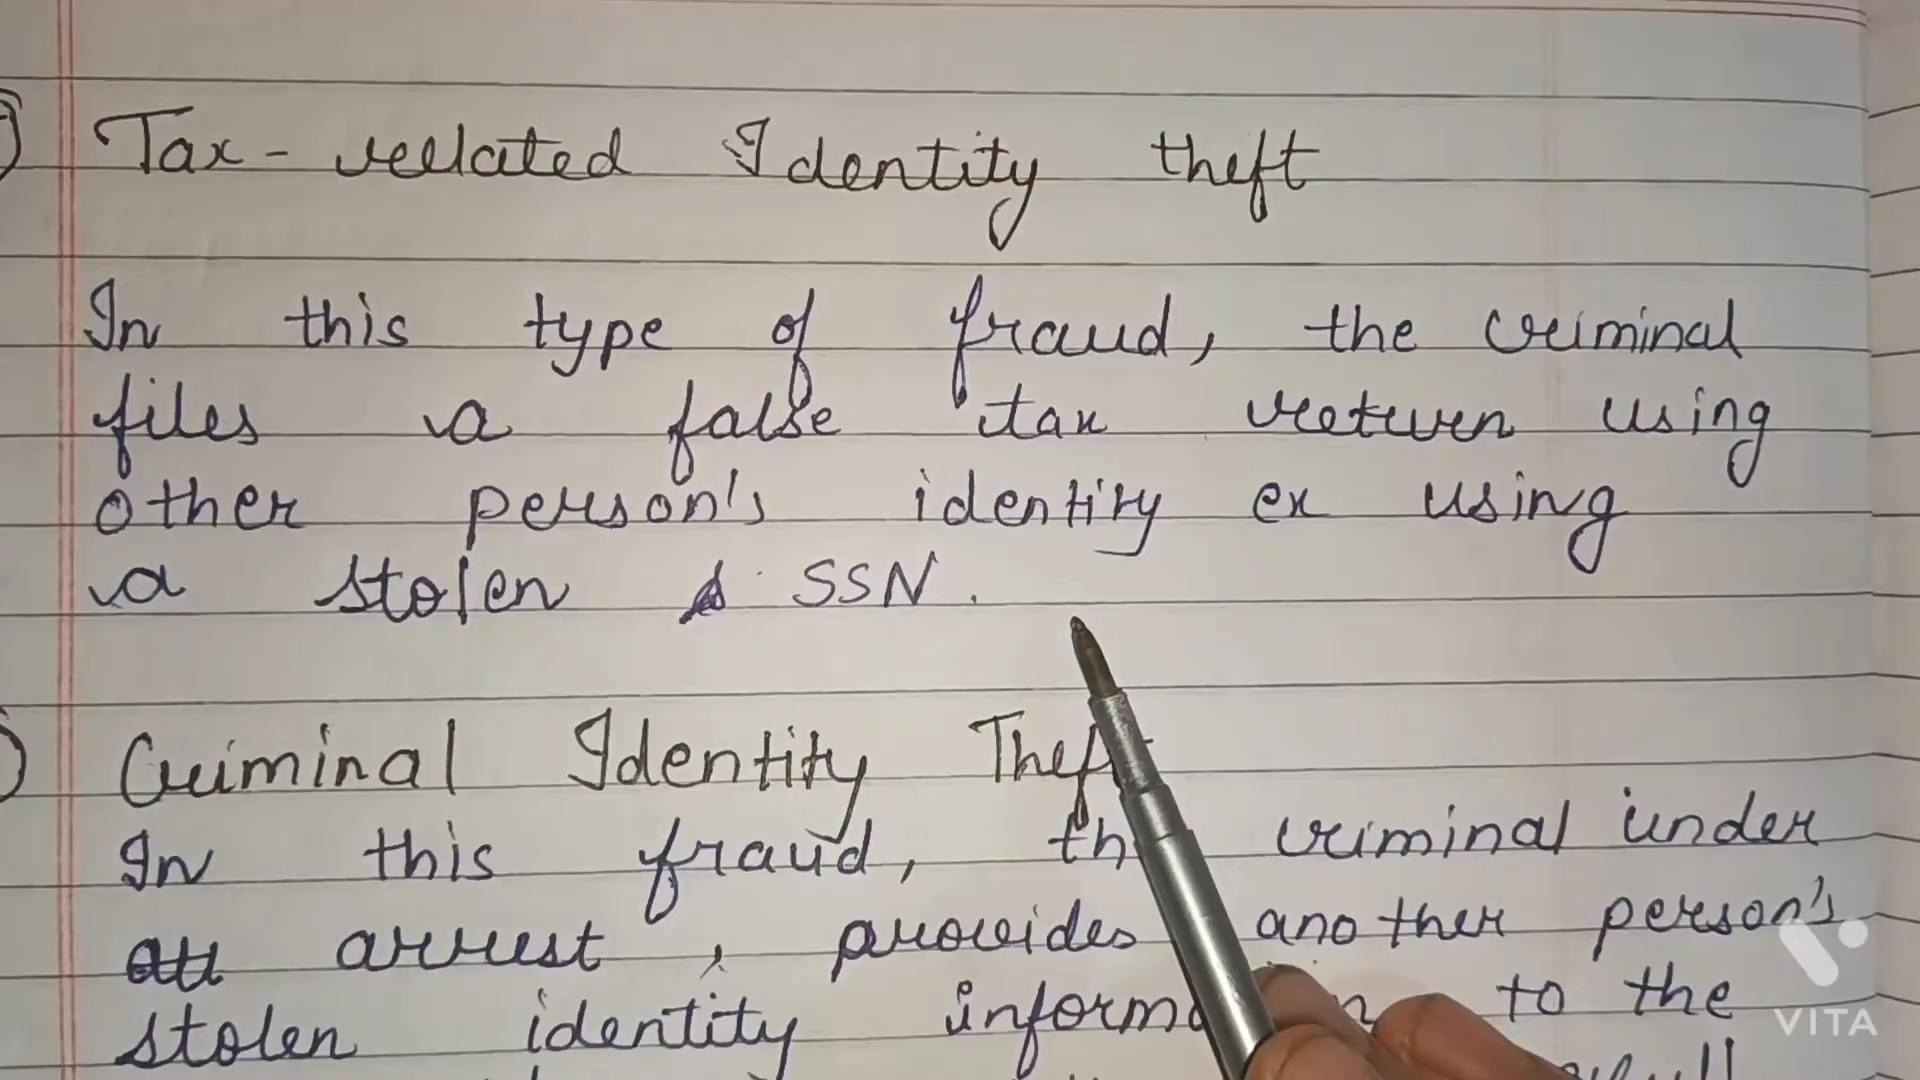 ) Tax-related Identity theft
In this type of fraud, the criminal
files a false tax return using
other person's identity ex using
a stolen SSN.
) Criminal Identity Theft
In this fraud, th criminal under
arrest, provides another person's
stolen identity to the
VITA